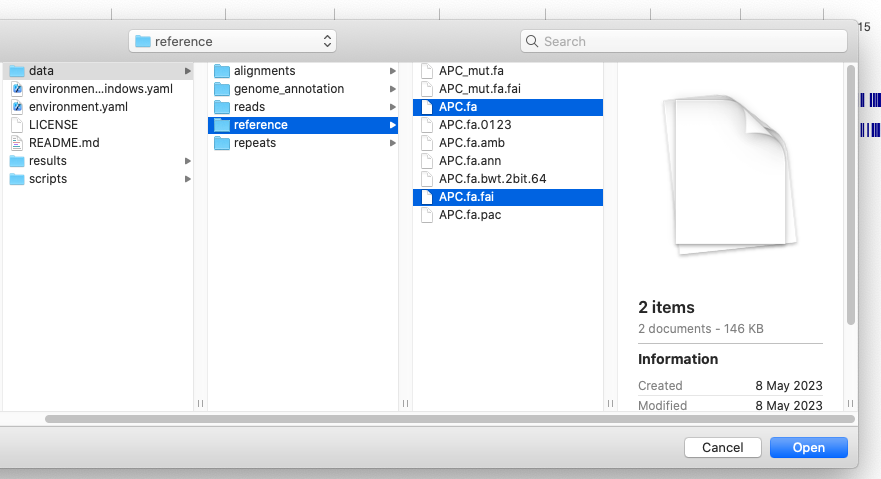 15
reference
Search
data
environmen...indows.yaml
environment.yaml
LICENSE
README.md
results
scripts
alignments
genome_annotation
reads
reference
repeats
APC_mut.fa
APC_mut.fa.fai
APC.fa
APC.fa.0123
APC.fa.amb
APC.fa.ann
APC.fa.bwt.2bit.64
APC.fa.fai
APC.fa.pac
2 items
2 documents - 146 KB
Information
Created 8 May 2023
Modified 8 May 2023
Cancel
Open